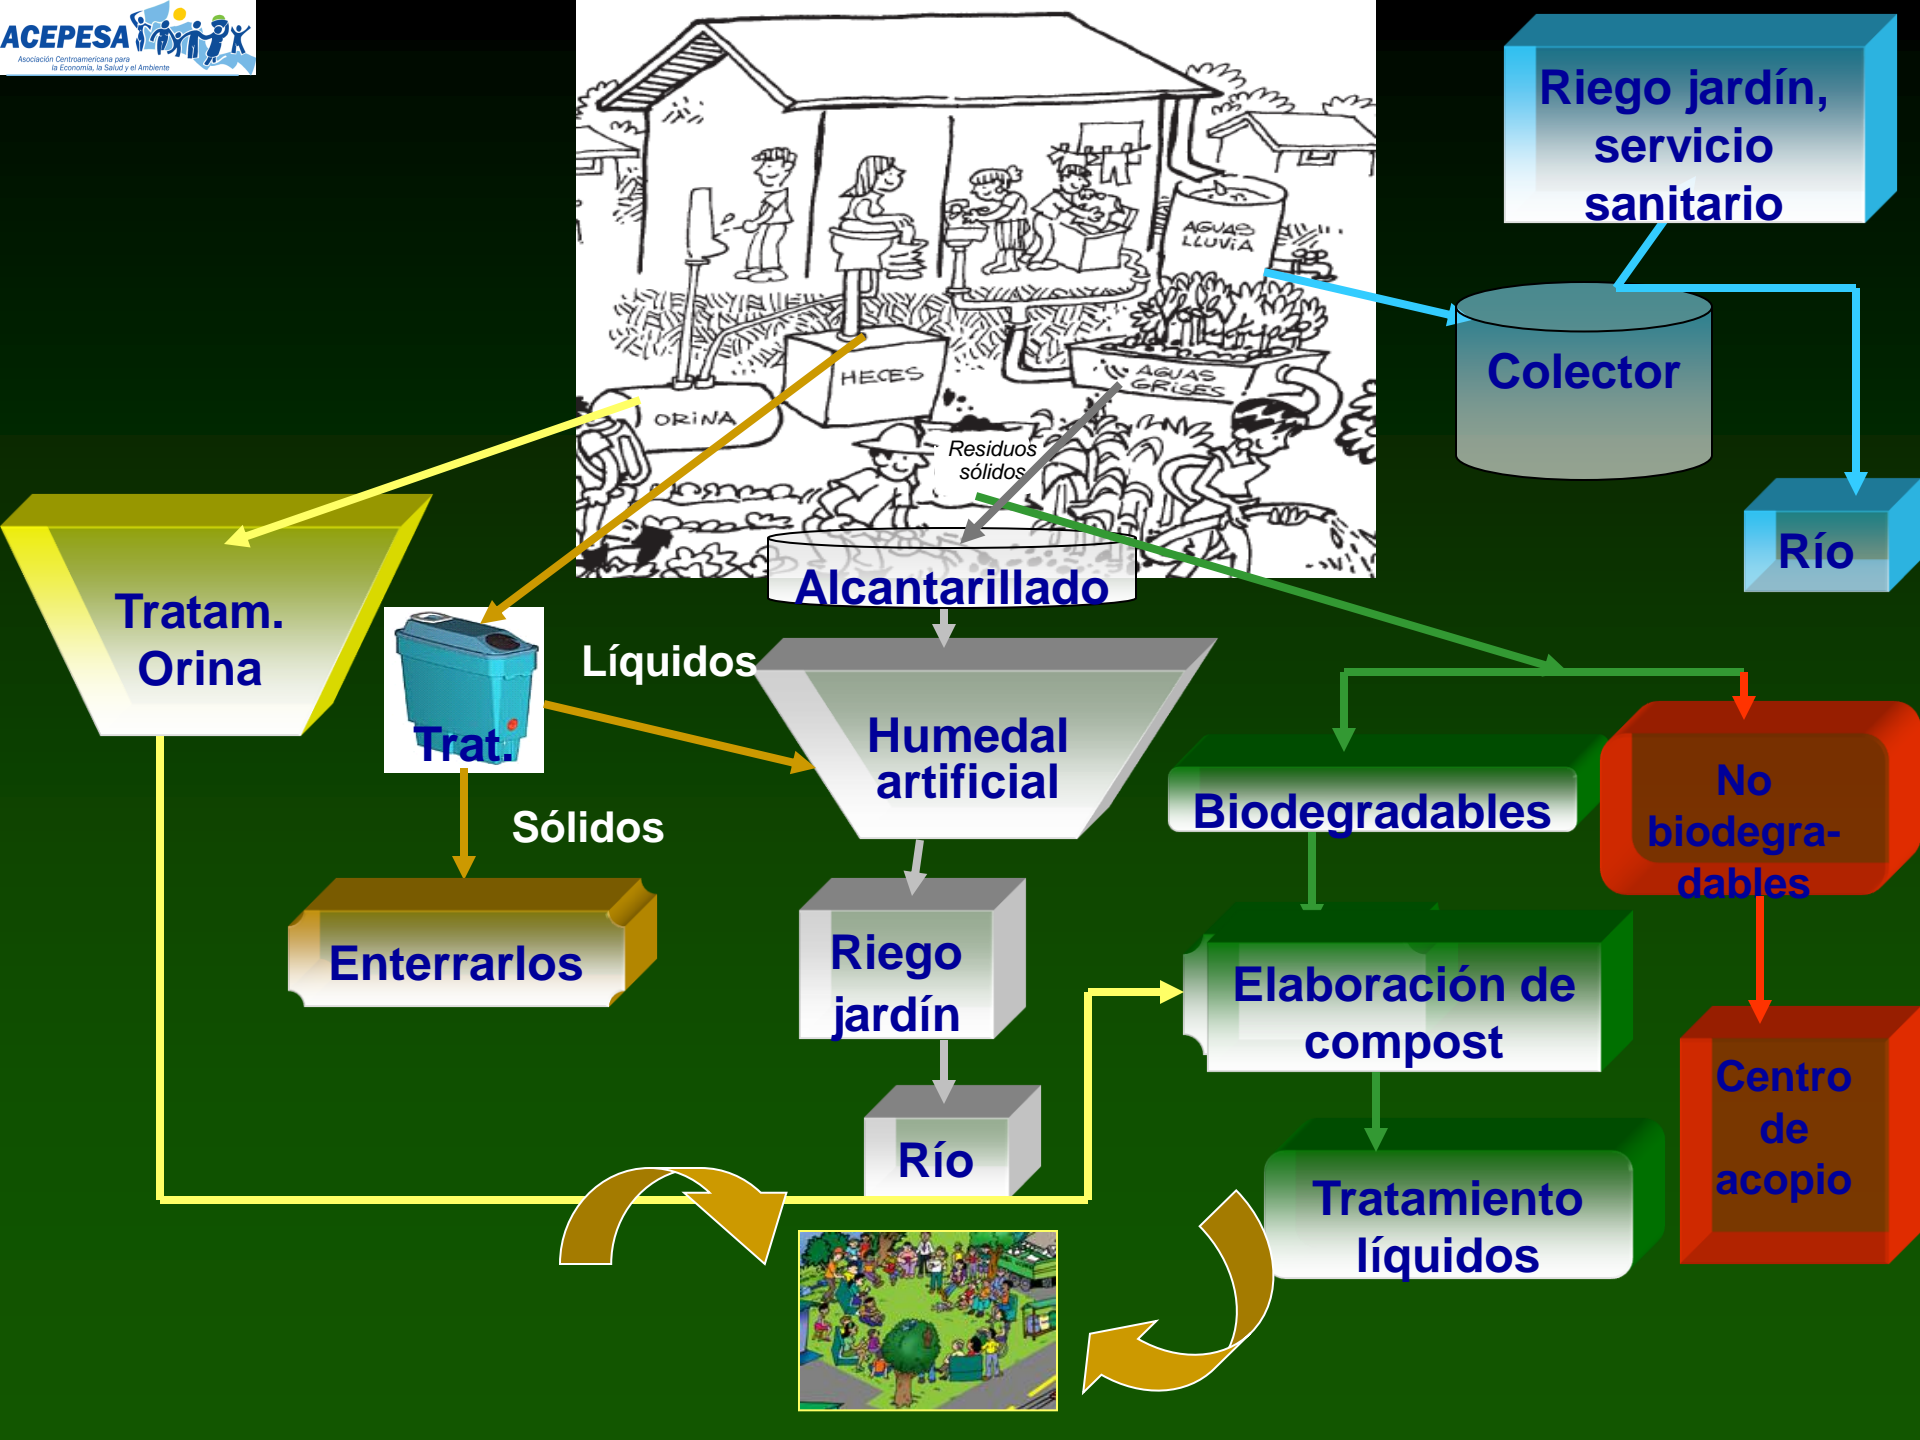 ACEPESA
Asociación Centroamericana para
la Economía, la Salud y el Ambiente
Riego jardín,
servicio
sanitario
AGUAS
LLUVIA
Colector
HECES
AGUAS
GRISES
ORINA
Residuos
sólidos
Río
Alcantarillado
Tratam.
Orina
Líquidos
Trat.
Humedal
artificial
Sólidos
Biodegradables
No
biodegra-
dables
Enterrarlos
Riego
jardín
Elaboración de
compost
Centro
de
acopio
Río
Tratamiento
líquidos